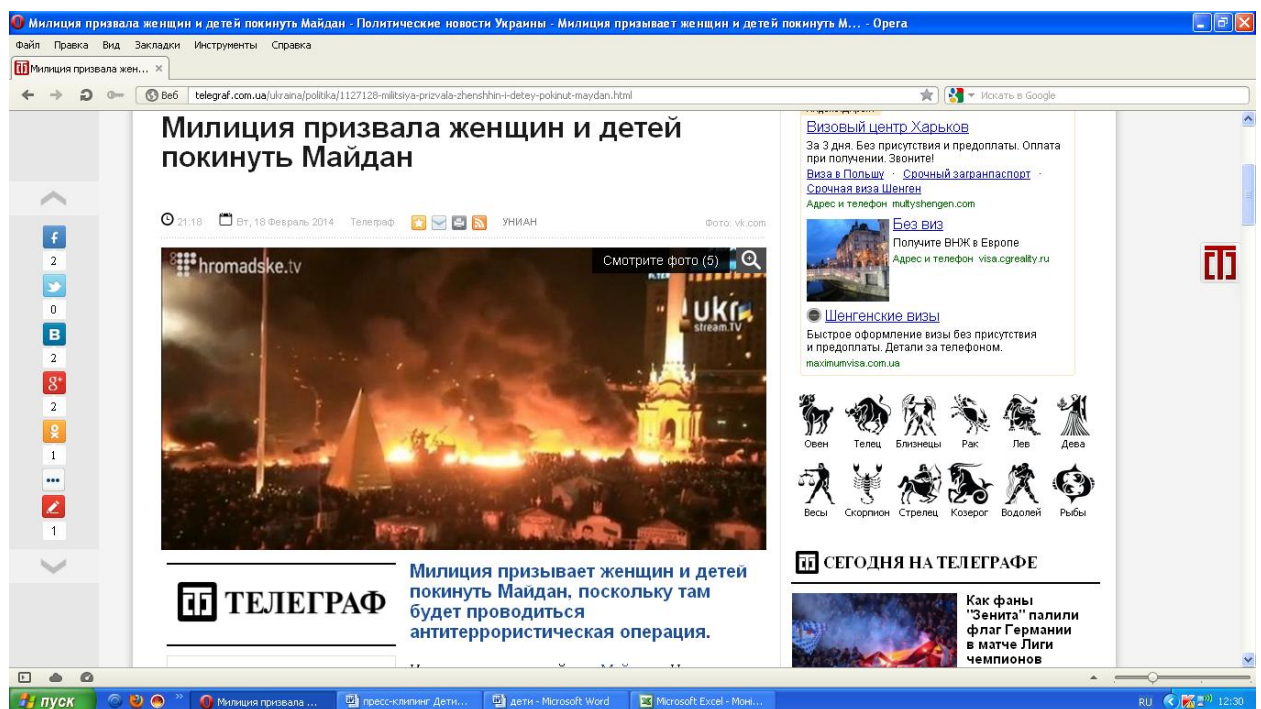 Милиция призвала женщин и детей покинуть Майдан - Политические новости Украины - Милиция призывает женщин и детей покинуть М... - Opera
Файл Правка Вид Закладки Инструменты Справка
Милиция призвала жен...
Веб telegraf.com.ua/ukraina/politika/1127128-militsiya-prizvala-zhenshhin-i-detey-pokinut-maydan.html
Искать в Google
Милиция призвала женщин и детей
покинуть Майдан
21:18 Вт, 18 Февраль 2014 Телеграф УНИАН Фото: vk.com
f
2
0
B
2
8+
2
1
1
hromadske.tv
Смотрите фото (5)
ukr
stream.TV
ТЕЛЕГРАФ
Милиция призывает женщин и детей
покинуть Майдан, поскольку там
будет проводиться
антитеррористическая операция.
Визовый центр Харьков
За 3 дня. Без присутствия и предоплаты. Оплата
при получении. Звоните!
Виза в Польшу · Срочный загранпаспорт ·
Срочная виза Шенген
Адрес и телефон multyshengen.com
Без виз
Получите ВНЖ в Европе
Адрес и телефон visa.cgreality.ru
Шенгенские визы
Быстрое оформление визы без присутствия
и предоплаты. Детали за телефоном.
maximumvisa.com.ua
Овен Телец Близнецы Рак Лев Дева
Весы Скорпион Стрелец Козерог Водолей Рыбы
СЕГОДНЯ НА ТЕЛЕГРАФЕ
Как фаны
"Зенита" палили
флаг Германии
в матче Лиги
чемпионов
пуск
Милиция призвала ...
пресс-клипинг Дети...
дети - Microsoft Word
Microsoft Excel - Моні...
RU
12:30